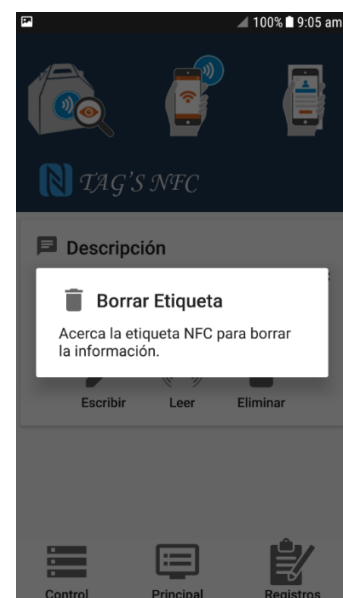 100% 9:05 am
TAG'S NFC
Descripción
Borrar Etiqueta
Acerca la etiqueta NFC para borrar
la información.
Escribir Leer Eliminar
Control Principal Registros